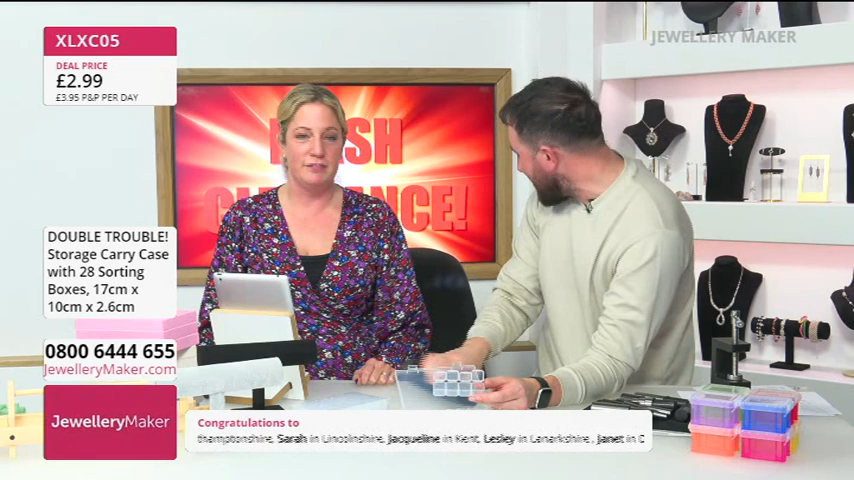 XLXC05
DEAL PRICE
£2.99
£3.95 P&P PER DAY
JEWELLERY MAKER
DOUBLE TROUBLE!
Storage Carry Case
with 28 Sorting
Boxes, 17cm x
10cm x 2.6cm
0800 6444 655
JewelleryMaker.com
JewelleryMaker
Congratulations to
thamptonshire, Sarah in Lincolnshire, Jacqueline in Kent, Lesley in Lanarkshire, Janet in